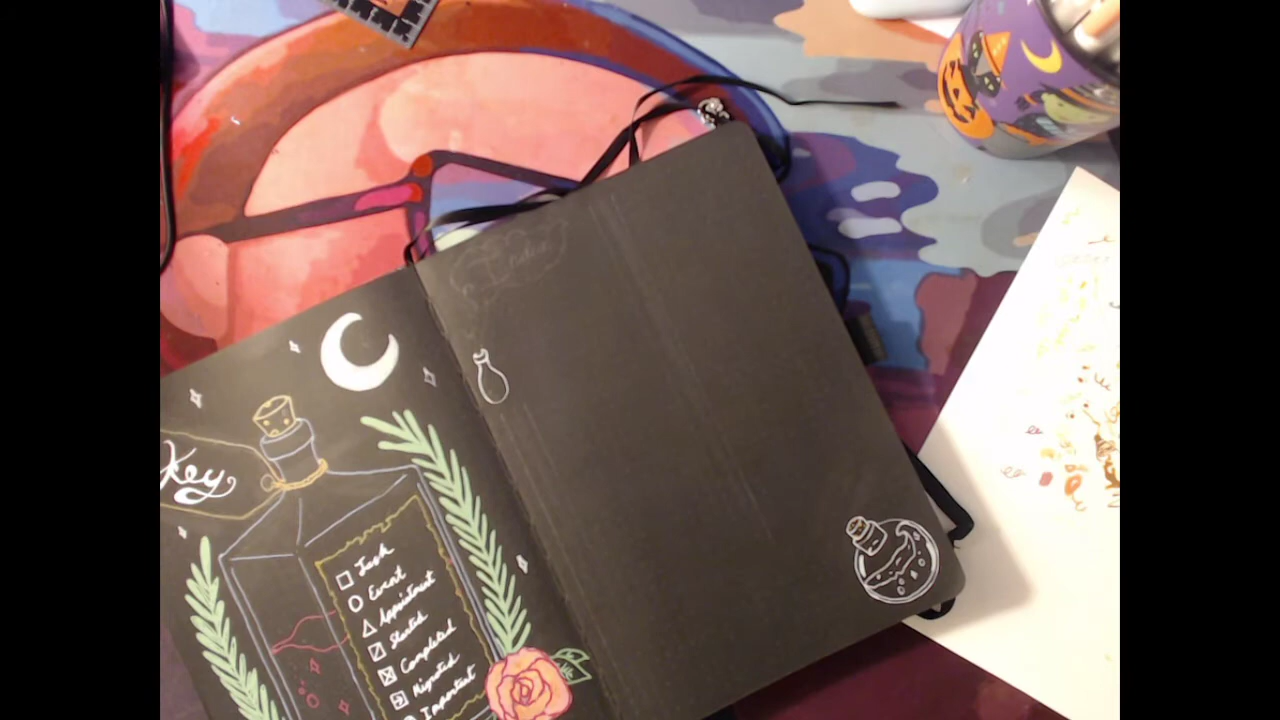 Key
Task
Event
Appointment
Started
Completed
Migrated
Important